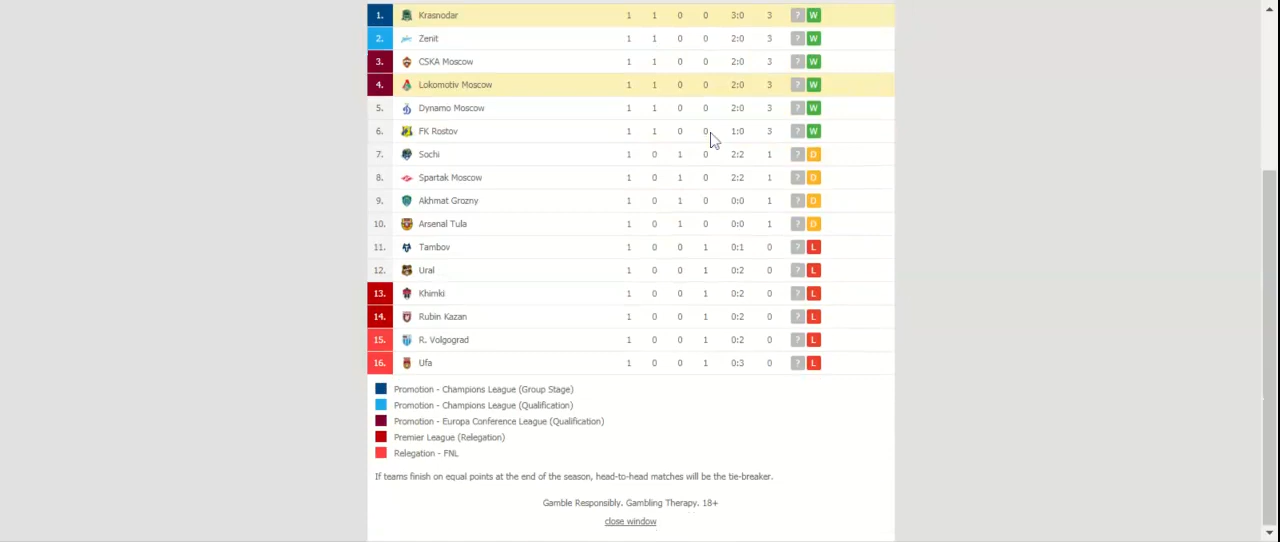 1. Krasnodar 1 1 0 0 3:0 3 ? W
2. Zenit 1 1 0 0 2:0 3 ? W
3. CSKA Moscow 1 1 0 0 2:0 3 ? W
4. Lokomotiv Moscow 1 1 0 0 2:0 3 ? W
5. Dynamo Moscow 1 1 0 0 2:0 3 ? W
6. FK Rostov 1 1 0 0 1:0 3 ? W
7. Sochi 1 0 1 0 2:2 1 ? D
8. Spartak Moscow 1 0 1 0 2:2 1 ? D
9. Akhmat Grozny 1 0 1 0 0:0 1 ? D
10. Arsenal Tula 1 0 1 0 0:0 1 ? D
11. Tambov 1 0 0 1 0:1 0 ? L
12. Ural 1 0 0 1 0:2 0 ? L
13. Khimki 1 0 0 1 0:2 0 ? L
14. Rubin Kazan 1 0 0 1 0:2 0 ? L
15. R. Volgograd 1 0 0 1 0:2 0 ? L
16. Ufa 1 0 0 1 0:3 0 ? L
Promotion - Champions League (Group Stage)
Promotion - Champions League (Qualification)
Promotion - Europa Conference League (Qualification)
Premier League (Relegation)
Relegation - FNL
If teams finish on equal points at the end of the season, head-to-head matches will be the tie-breaker.
Gamble Responsibly. Gambling Therapy. 18+
close window